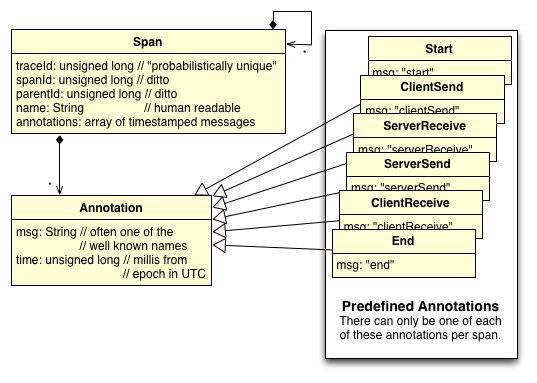 Span
traceId: unsigned long // "probabilistically unique"
spanId: unsigned long // ditto
parentId: unsigned long // ditto
name: String // human readable
annotations: array of timestamped messages
*
*
Annotation
msg: String // often one of the
// well known names
time: unsigned long // millis from
// epoch in UTC
Start
msg: "start"
ClientSend
msg: "clientSend"
ServerReceive
msg: "serverReceive"
ServerSend
msg: "serverSend"
ClientReceive
msg: "clientReceive"
End
msg: "end"
Predefined Annotations
There can only be one of each
of these annotations per span.